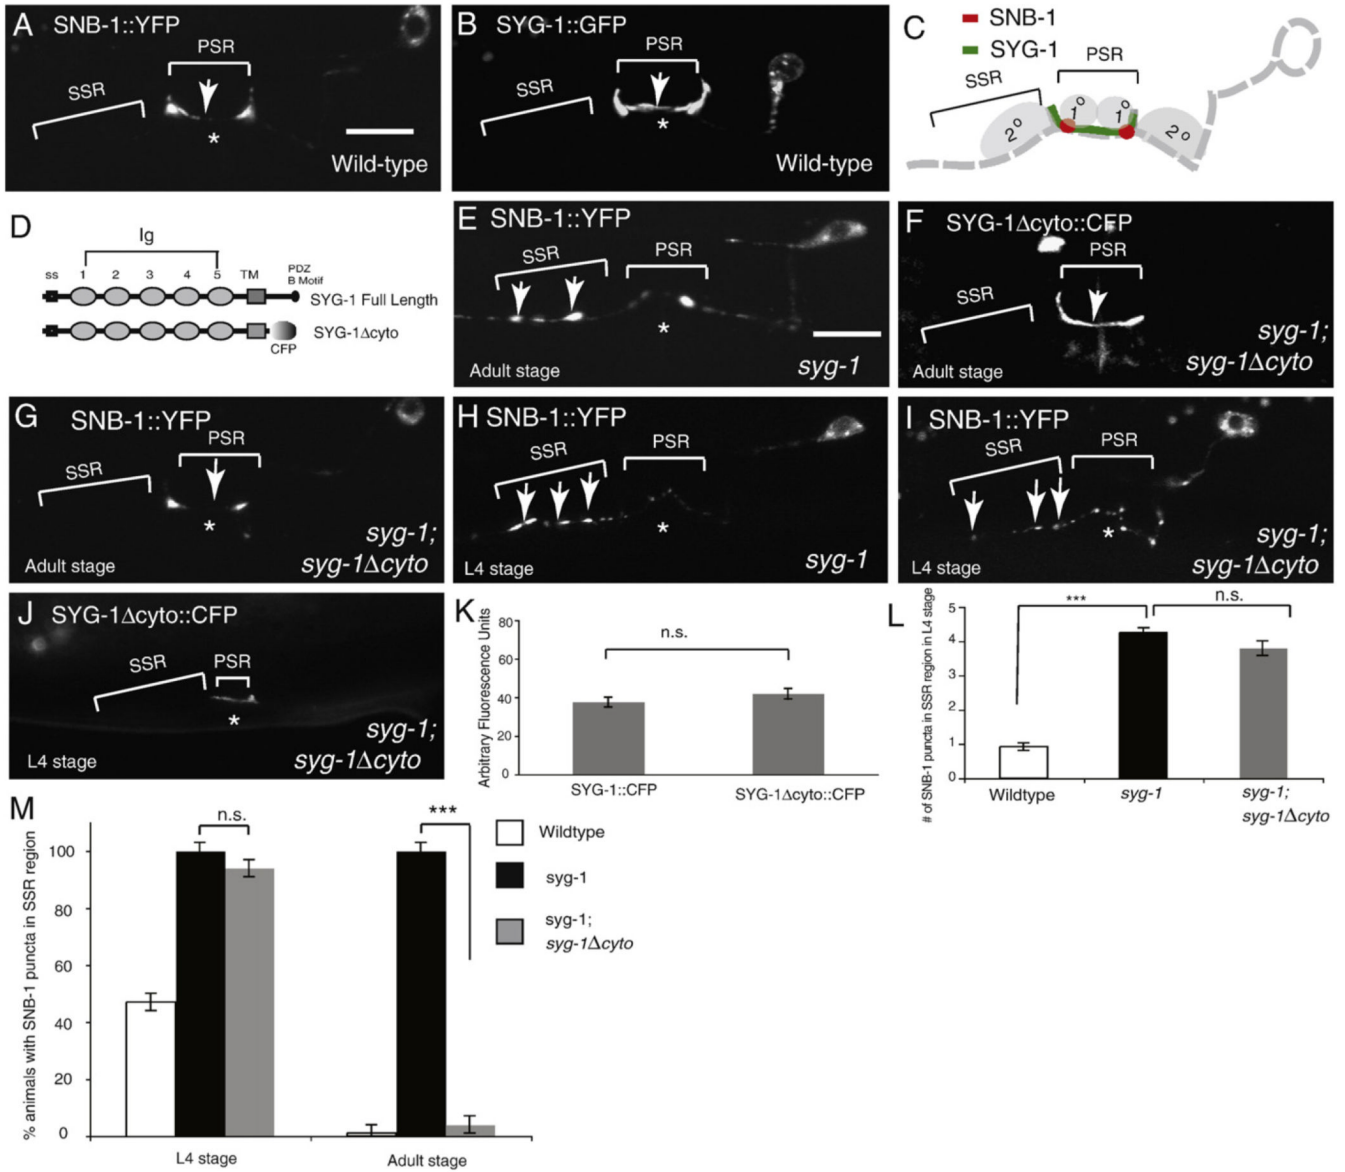 A SNB-1::YFP
PSR
SSR
*
Wild-type
B SYG-1::GFP
PSR
SSR
*
Wild-type
C SNB-1
SYG-1
PSR
SSR
2° 1° 1° 2°
D
Ig
ss 1 2 3 4 5 TM PDZ
B Motif
SYG-1 Full Length
SYG-1Δcyto
CFP
E SNB-1::YFP
SSR PSR
*
Adult stage syg-1
F SYG-1Δcyto::CFP
PSR
SSR
syg-1;
Adult stage syg-1Δcyto
G SNB-1::YFP
PSR
SSR
*
syg-1;
Adult stage syg-1Δcyto
H SNB-1::YFP
SSR PSR
*
L4 stage syg-1
I SNB-1::YFP
SSR PSR
*
syg-1;
L4 stage syg-1Δcyto
J SYG-1Δcyto::CFP
SSR PSR
*
syg-1;
L4 stage syg-1Δcyto
K
Arbitrary Fluorescence Units
80
60
40
20
0
n.s.
SYG-1::CFP SYG-1Δcyto::CFP
L
# of SNB-1 puncta in SSR region in L4 stage
5
4
3
2
1
0
*** n.s.
Wildtype syg-1 syg-1;
syg-1Δcyto
M
% animals with SNB-1 puncta in SSR region
100
80
60
40
20
0
n.s. ***
L4 stage Adult stage
Wildtype
syg-1
syg-1;
syg-1Δcyto